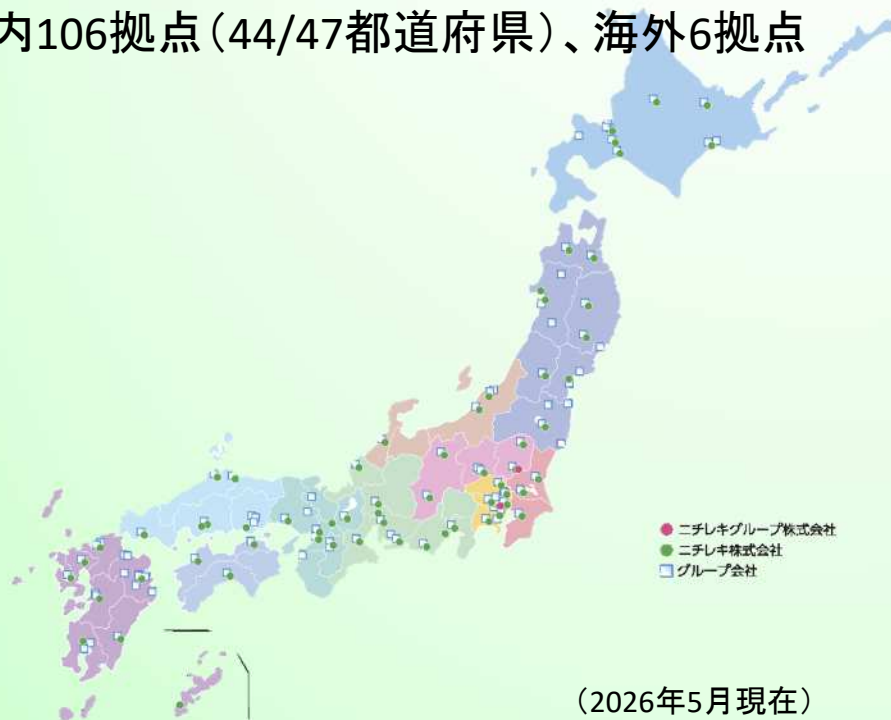 内106拠点（44/47都道府県）、海外6拠点
ニチレキグループ株式会社
ニチレキ株式会社
グループ会社
（2026年5月現在）